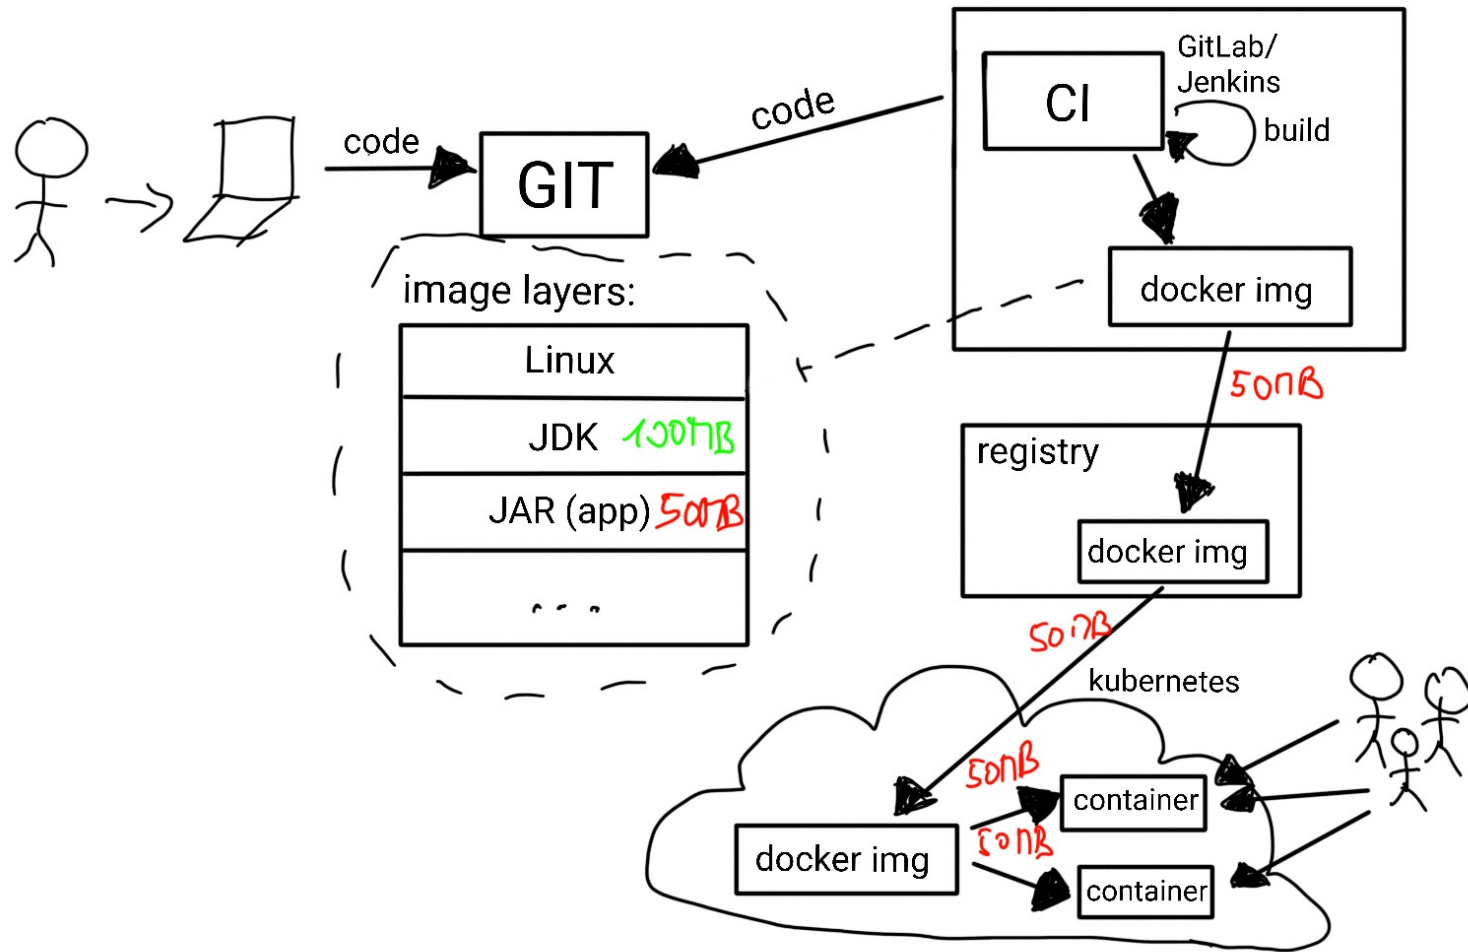 code
GIT
code
CI
GitLab/
Jenkins
build
docker img
image layers:
Linux
JDK 100MB
JAR (app) 50MB
...
50MB
registry
docker img
50MB
kubernetes
docker img
50MB
50MB
container
container